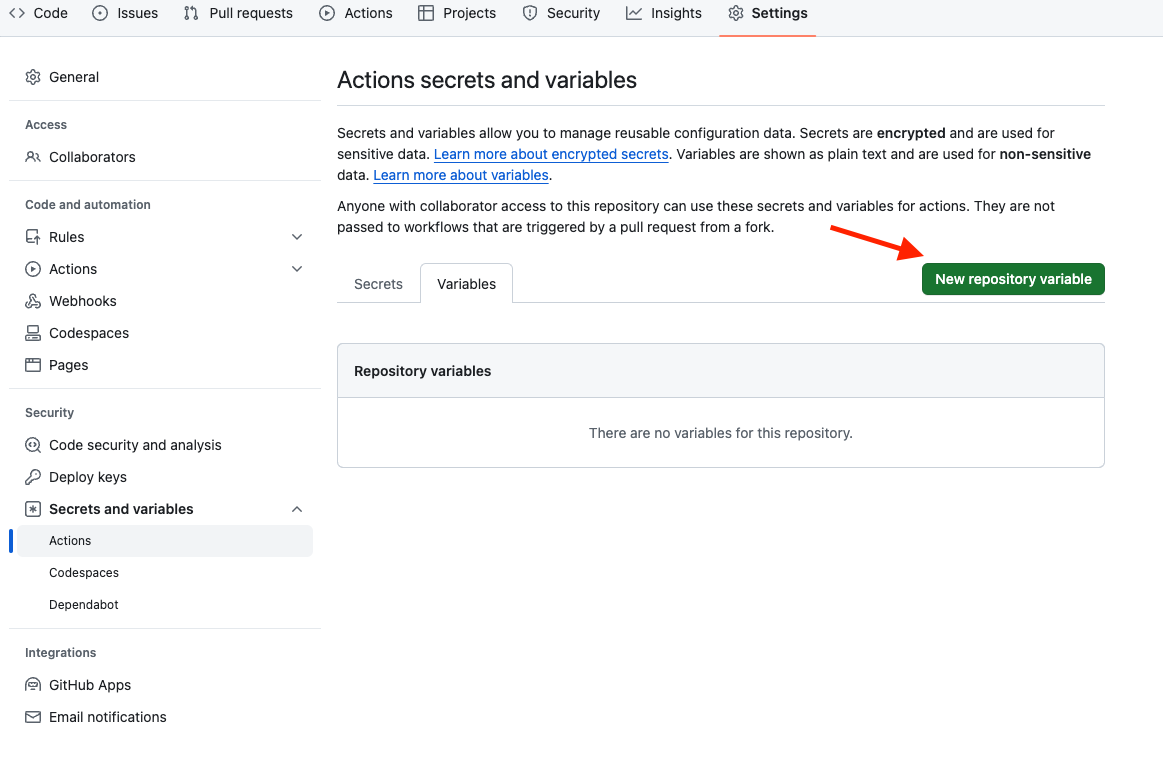 Code Issues Pull requests Actions Projects Security Insights Settings
General
Access
Collaborators
Code and automation
Rules
Actions
Webhooks
Codespaces
Pages
Security
Code security and analysis
Deploy keys
Secrets and variables
Actions
Codespaces
Dependabot
Integrations
GitHub Apps
Email notifications
Actions secrets and variables
Secrets and variables allow you to manage reusable configuration data. Secrets are encrypted and are used for
sensitive data. Learn more about encrypted secrets. Variables are shown as plain text and are used for non-sensitive
data. Learn more about variables.
Anyone with collaborator access to this repository can use these secrets and variables for actions. They are not
passed to workflows that are triggered by a pull request from a fork.
Secrets Variables New repository variable
Repository variables
There are no variables for this repository.